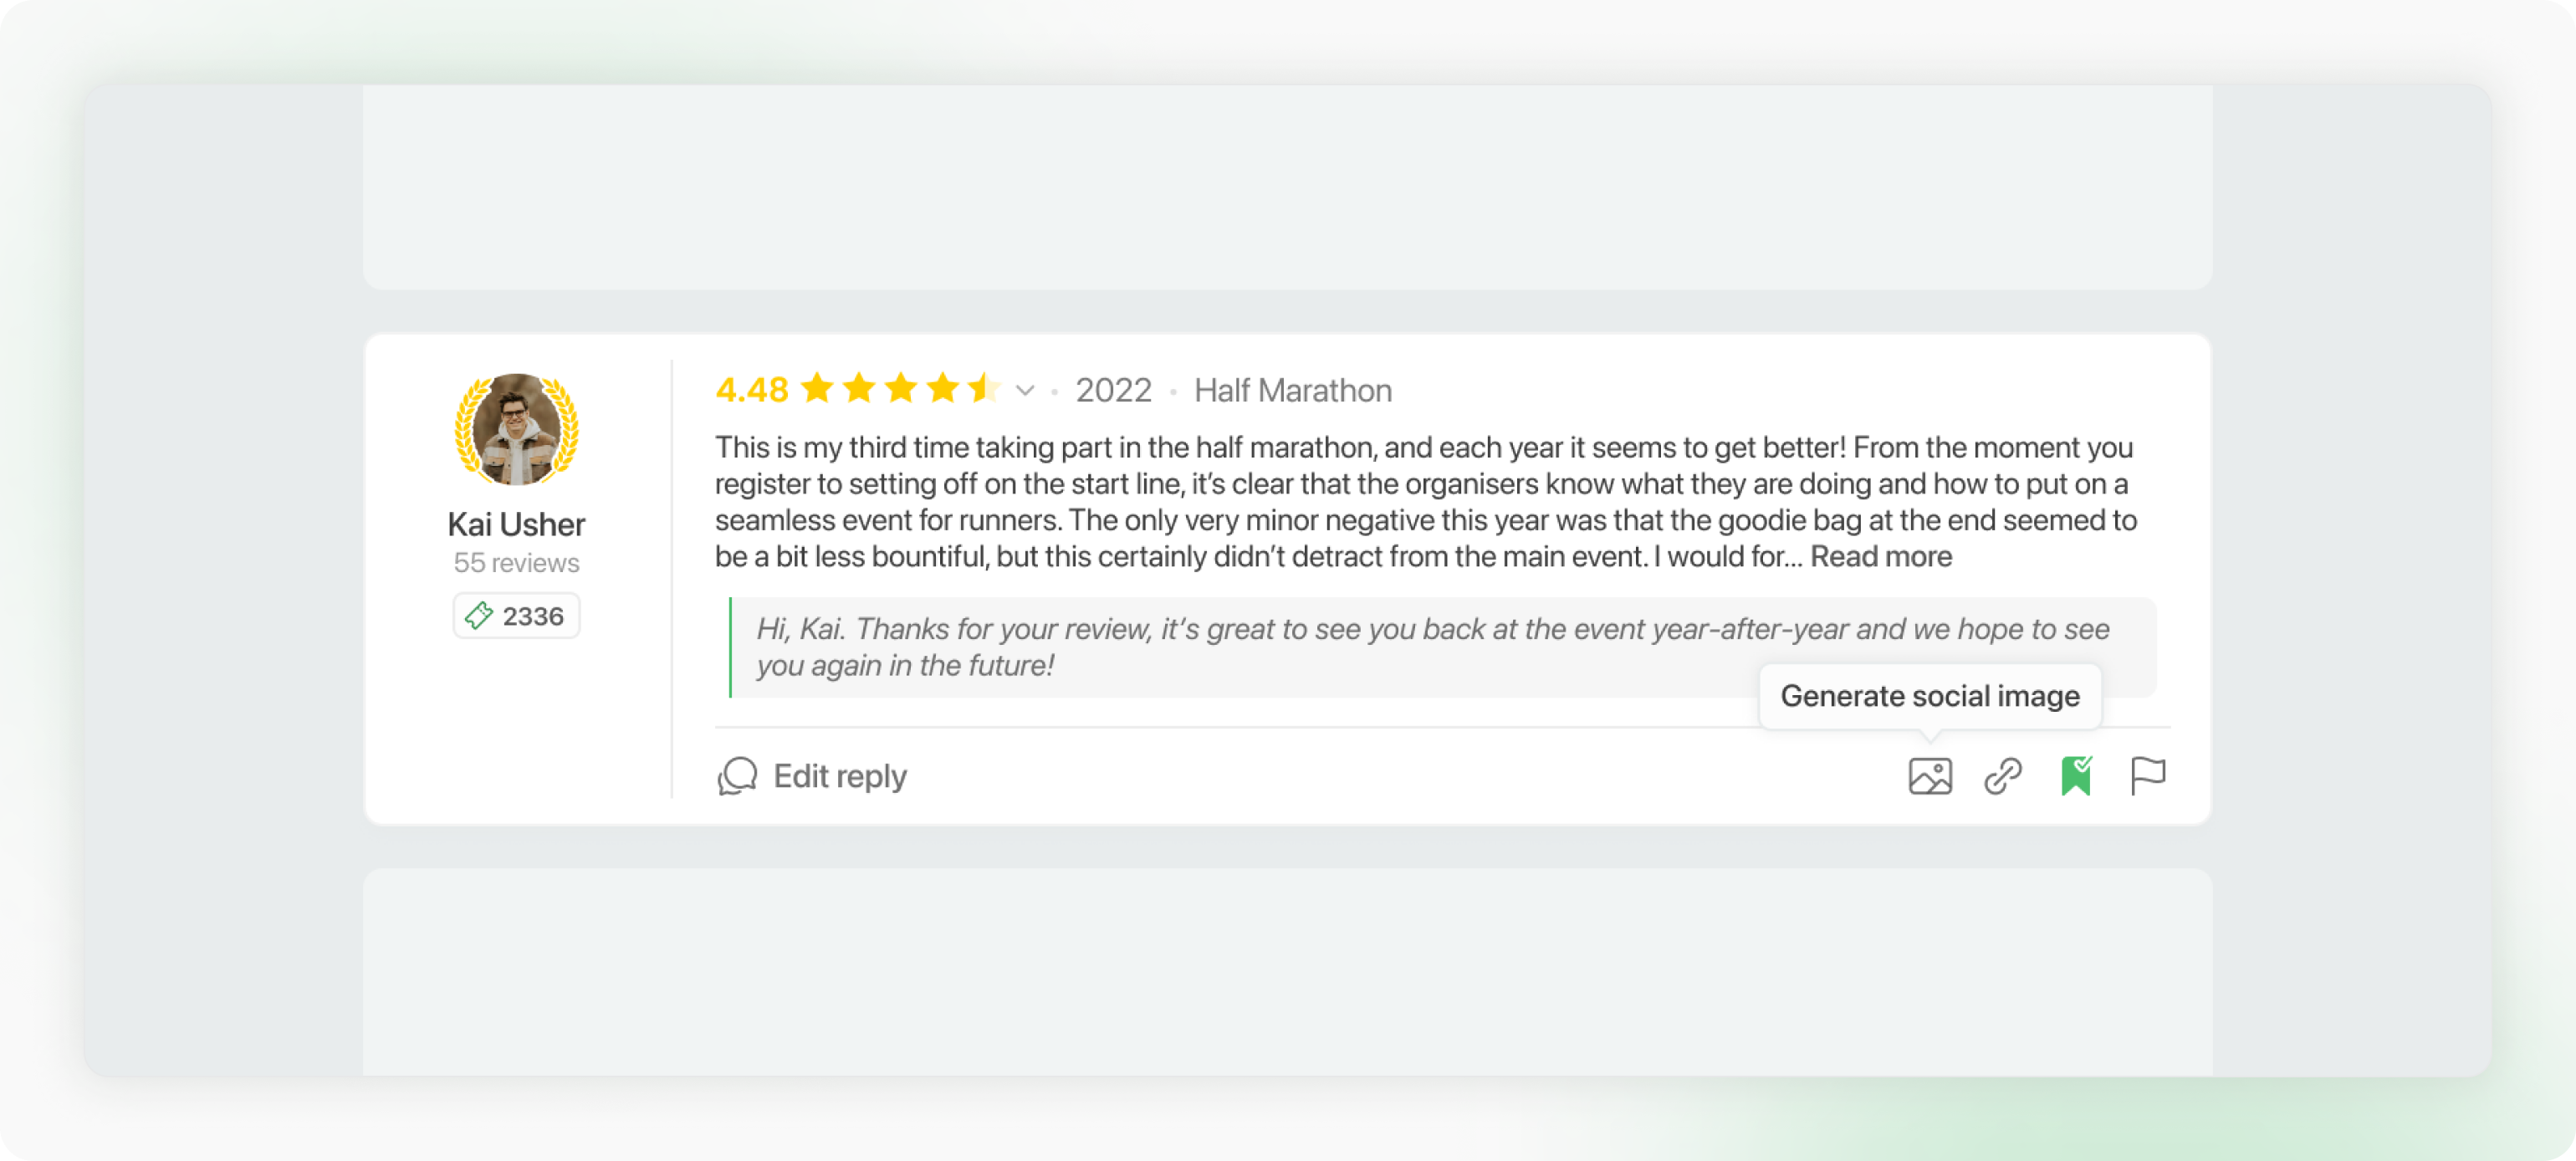 Kai Usher
55 reviews
2336
4.48 · 2022 · Half Marathon
This is my third time taking part in the half marathon, and each year it seems to get better! From the moment you
register to setting off on the start line, it’s clear that the organisers know what they are doing and how to put on a
seamless event for runners. The only very minor negative this year was that the goodie bag at the end seemed to
be a bit less bountiful, but this certainly didn’t detract from the main event. I would for... Read more
Hi, Kai. Thanks for your review, it’s great to see you back at the event year-after-year and we hope to see
you again in the future!
Generate social image
Edit reply